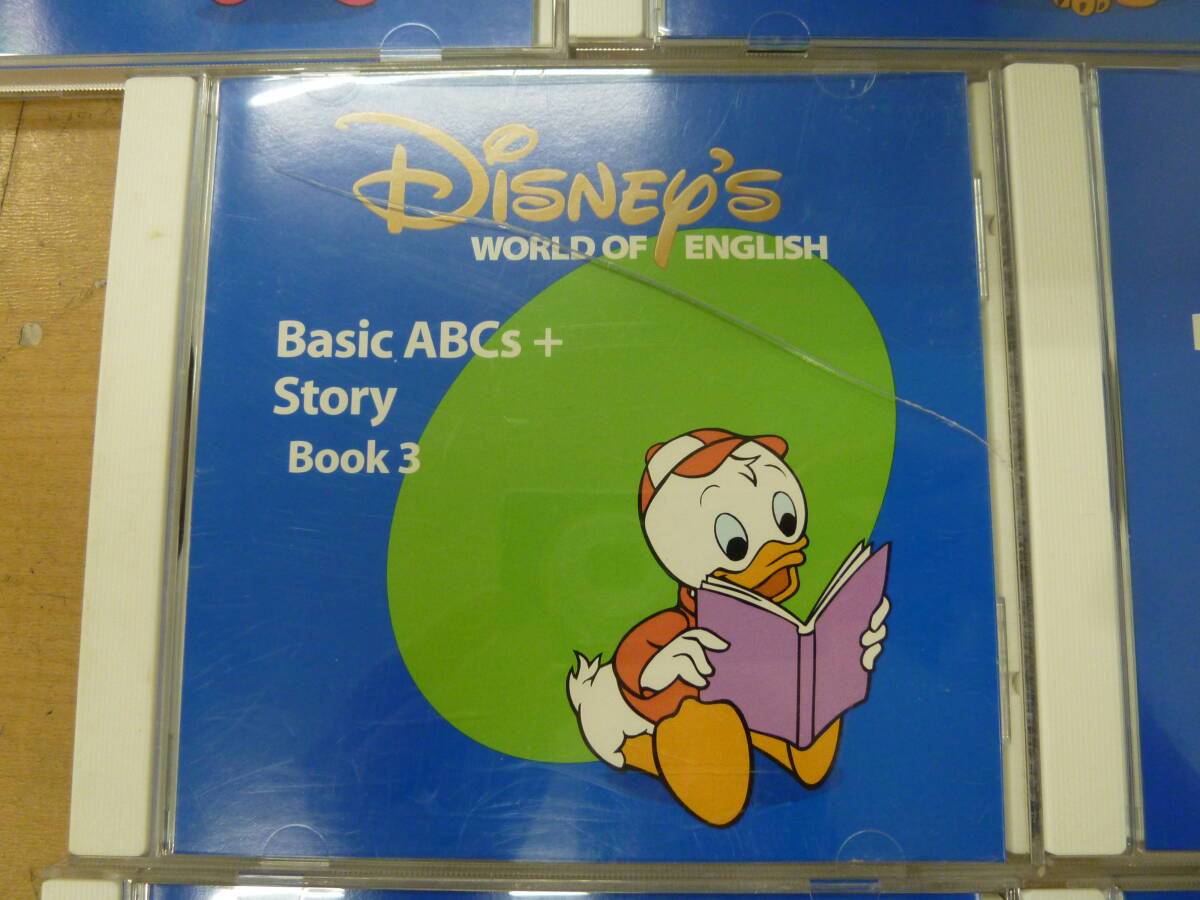 Disney's
WORLD OF ENGLISH
Basic ABCs +
Story
Book 3